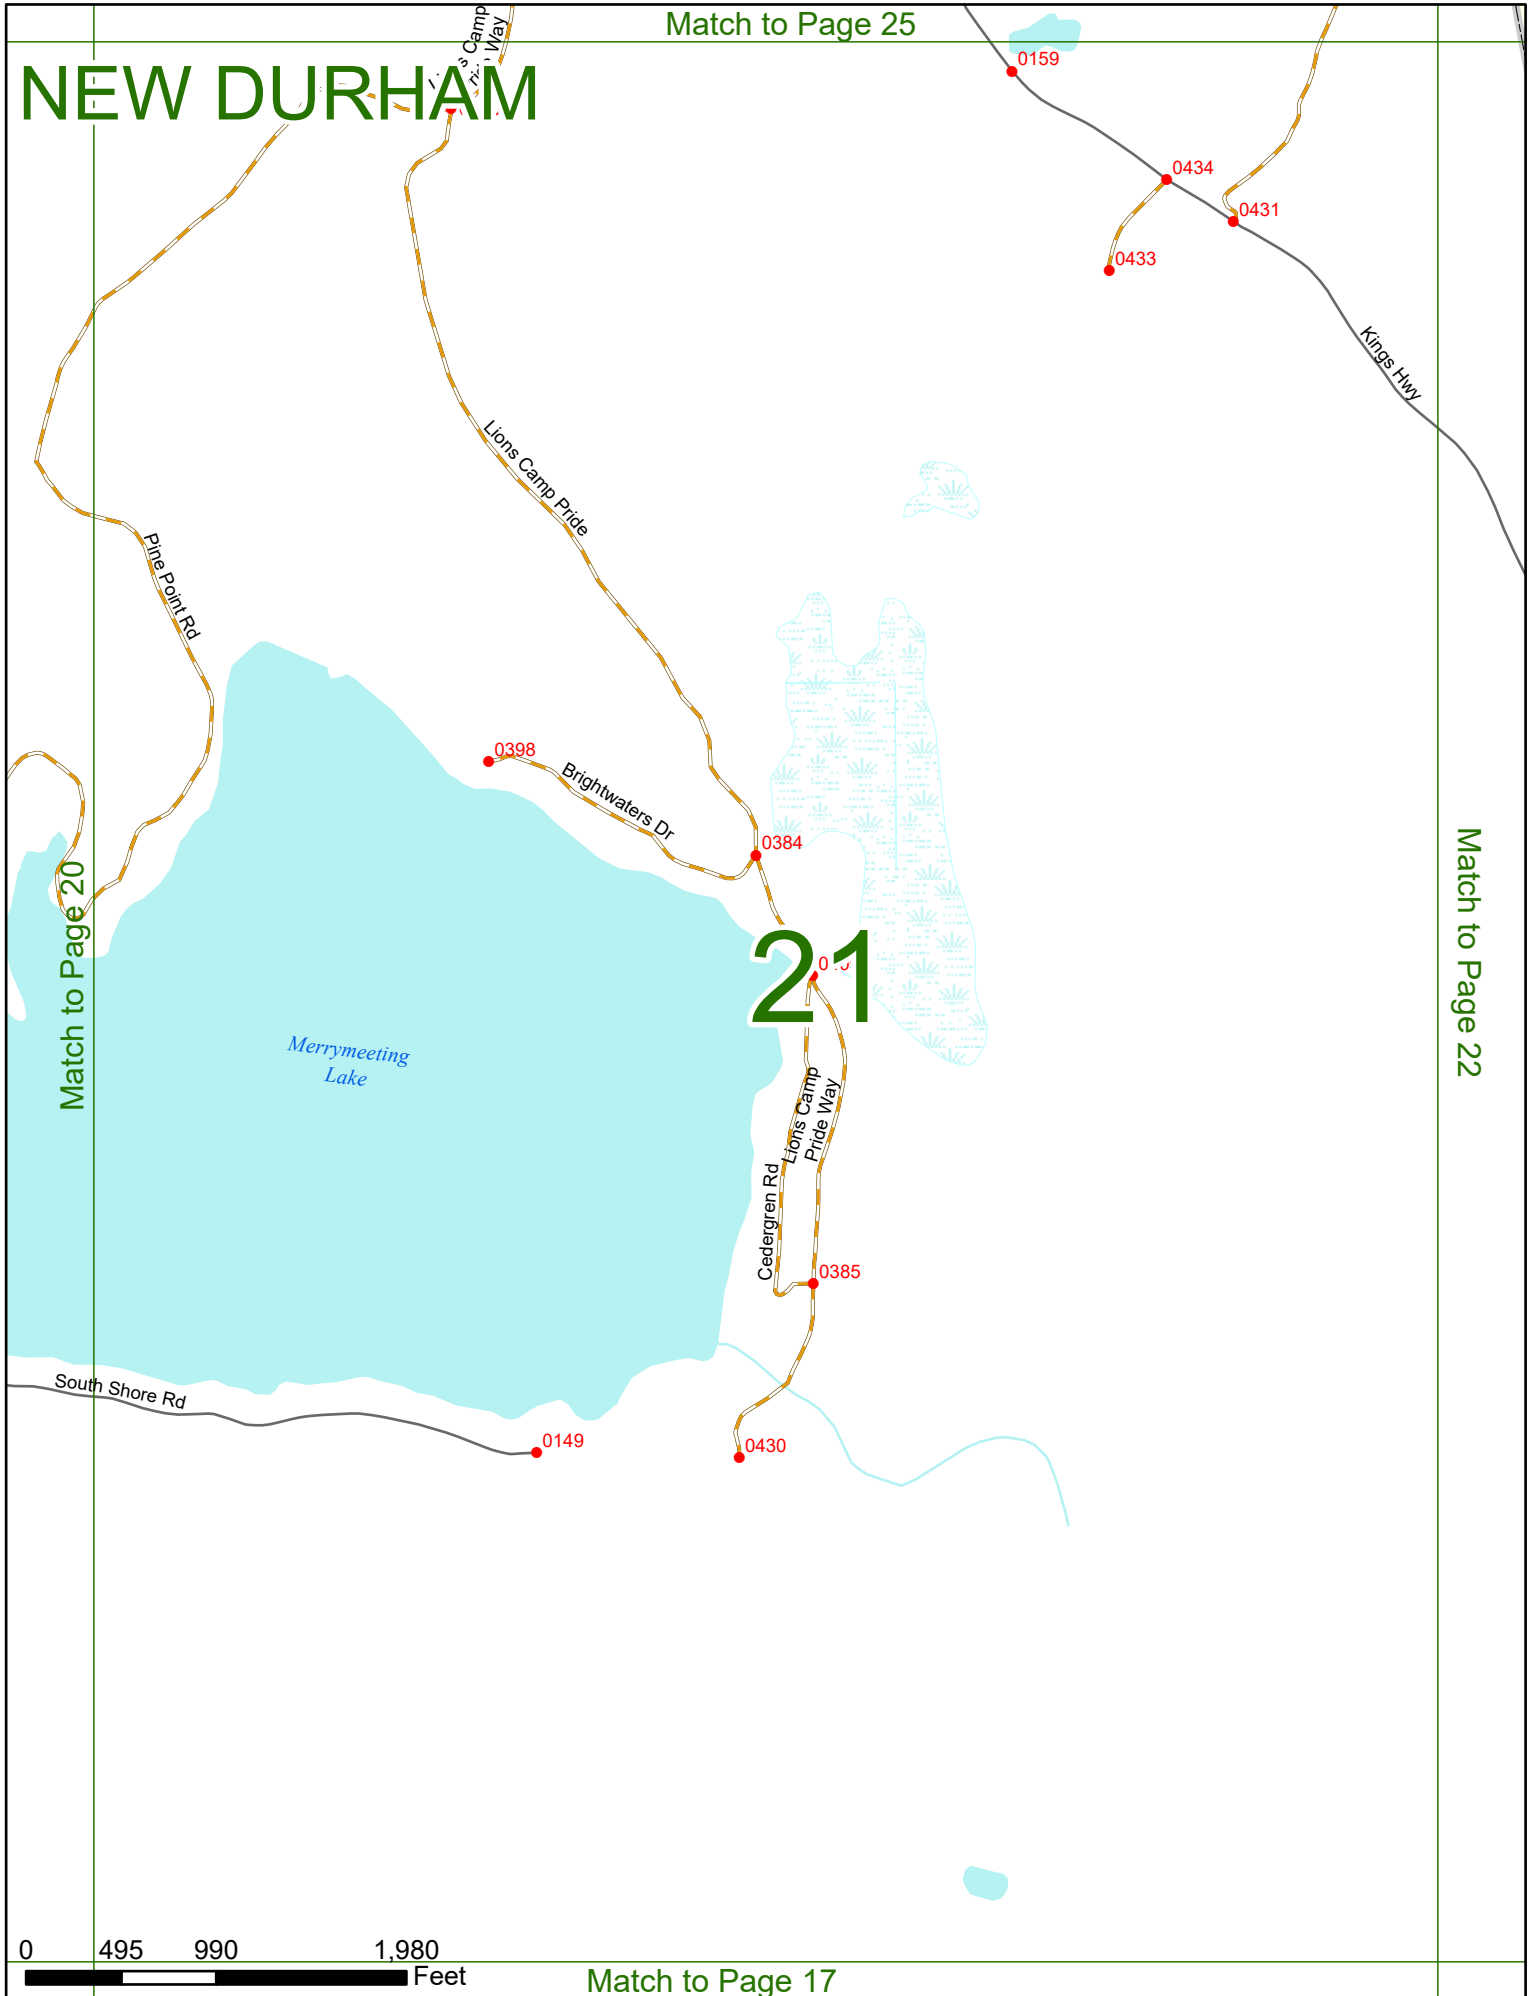 Match to Page 25
NEW DURHAM
Camp
Way
0159
0434
0431
0433
Kings Hwy
Lions Camp Pride
Pine Point Rd
0398
Brightwaters Dr
0384
Match to Page 20
Match to Page 22
21
Merrymeeting
Lake
Lions Camp
Pride Way
Cedergren Rd
0385
South Shore Rd
0149
0430
0 495 990 1,980
Feet
Match to Page 17